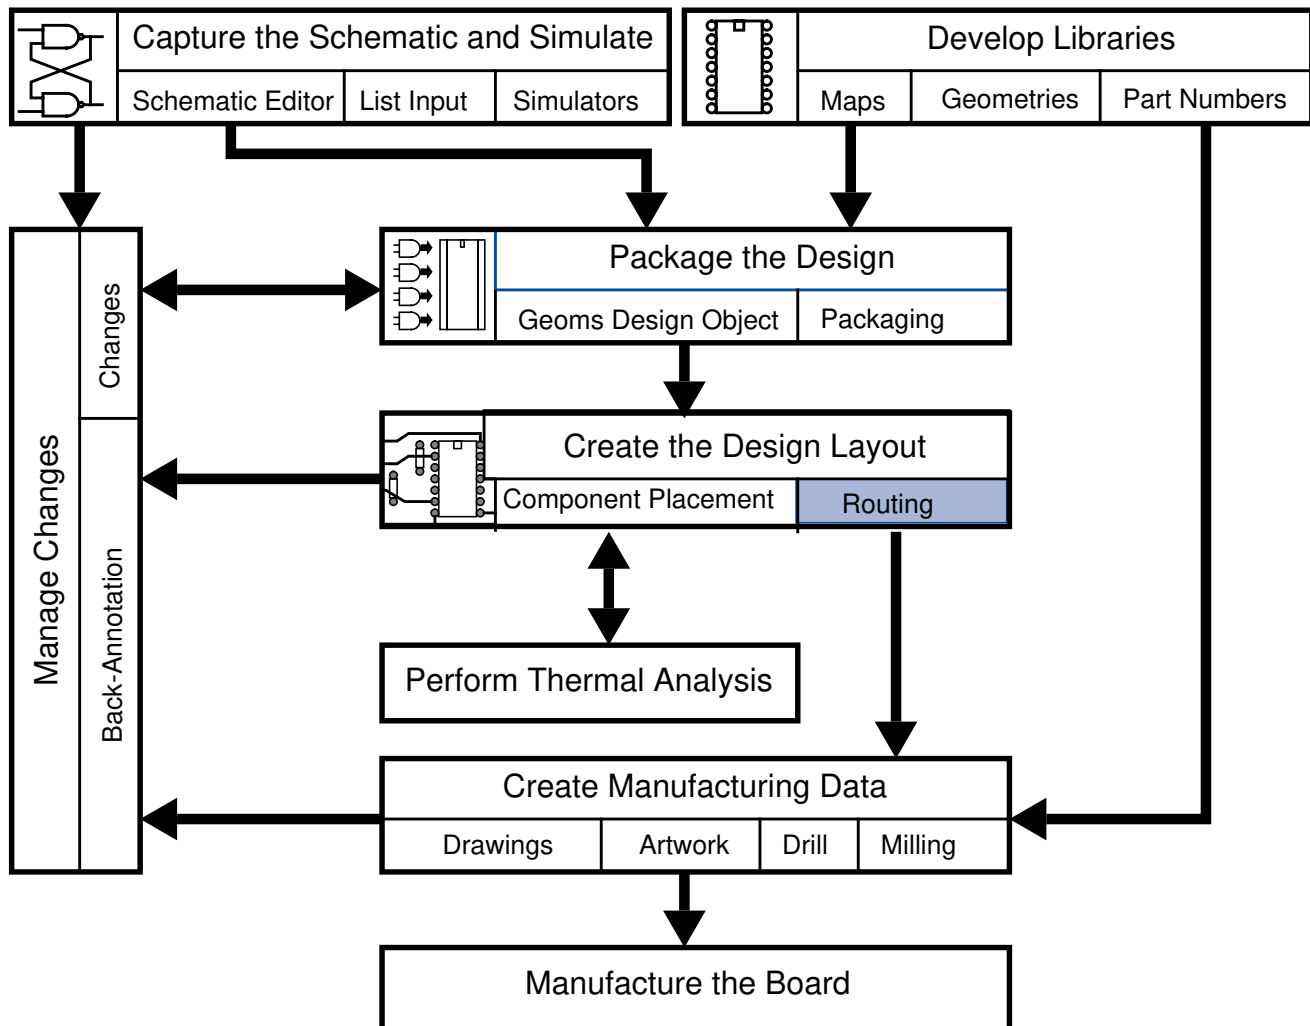 Capture the Schematic and Simulate
Schematic Editor
List Input
Simulators
Develop Libraries
Maps
Geometries
Part Numbers
Manage Changes
Changes
Back-Annotation
Package the Design
Geoms Design Object
Packaging
Create the Design Layout
Component Placement
Routing
Perform Thermal Analysis
Create Manufacturing Data
Drawings
Artwork
Drill
Milling
Manufacture the Board